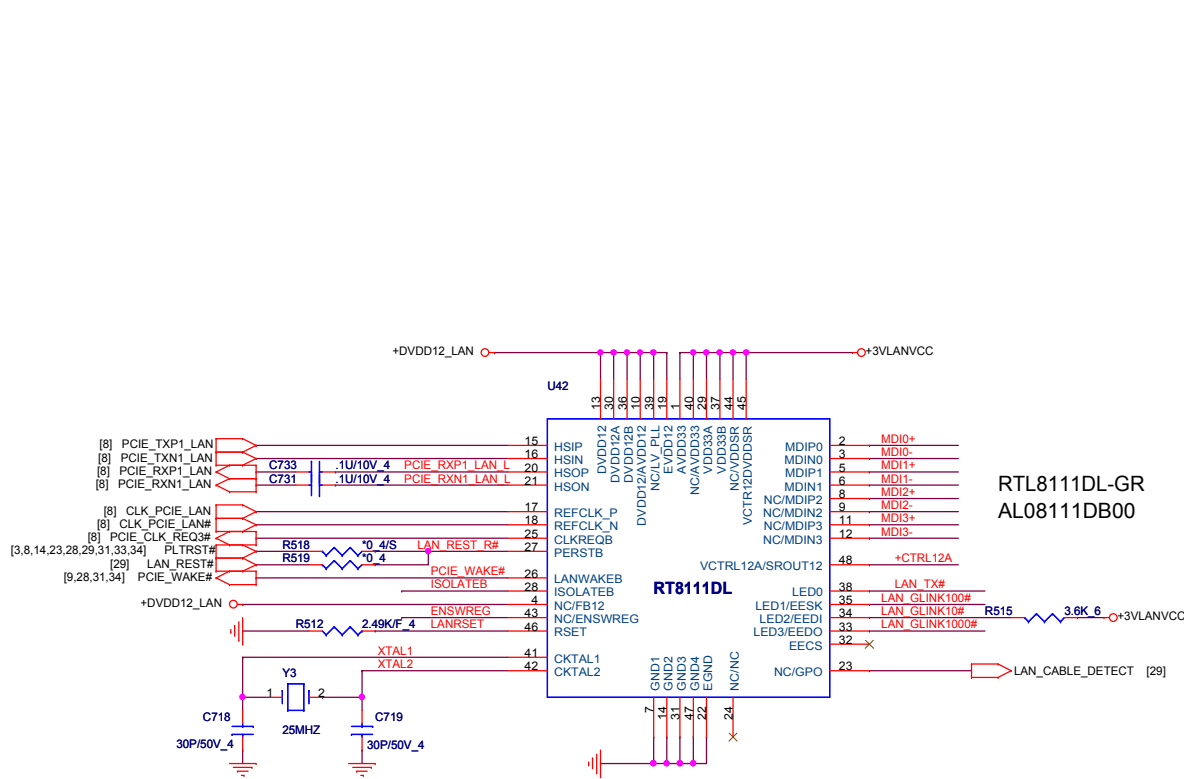 +DVDD12_LAN
+3VLANVCC
U42
13
30
36
10
39
19
1
40
29
37
44
45
DVDD12
DVDD12A
DVDD12B
DVDD12/AVDD12
NC/LV_PLL
EVDD12
AVDD33
NC/AVDD33
VDD33A
VDD33B
NC/VDDSR
VCTR12DVDDSR
[8] PCIE_TXP1_LAN 15 HSIP
[8] PCIE_TXN1_LAN 16 HSIN
[8] PCIE_RXP1_LAN C733 .1U/10V_4 PCIE_RXP1_LAN_L 20 HSOP
[8] PCIE_RXN1_LAN C731 .1U/10V_4 PCIE_RXN1_LAN_L 21 HSON
[8] CLK_PCIE_LAN 17 REFCLK_P
[8] CLK_PCIE_LAN# 18 REFCLK_N
[8] PCIE_CLK_REQ3# 25 CLKREQB
[3,8,14,23,28,29,31,33,34] PLTRST# R518 *0_4/S LAN_REST_R# 27 PERSTB
[29] LAN_REST# R519 *0_4
[9,28,31,34] PCIE_WAKE# PCIE_WAKE# 26 LANWAKEB
ISOLATEB 28 ISOLATEB
+DVDD12_LAN 4 NC/FB12
ENSWREG 43 NC/ENSWREG
R512 2.49K/F_4 LANRSET 46 RSET
XTAL1 41 CKTAL1
XTAL2 42 CKTAL2
Y3
1 2
25MHZ
C718
30P/50V_4
C719
30P/50V_4
RT8111DL
MDIP0 2 MDI0+
MDIN0 3 MDI0-
MDIP1 5 MDI1+
MDIN1 6 MDI1-
NC/MDIP2 8 MDI2+
NC/MDIN2 9 MDI2-
NC/MDIP3 11 MDI3+
NC/MDIN3 12 MDI3-
VCTRL12A/SROUT12 48 +CTRL12A
LED0 38 LAN_TX#
LED1/EESK 35 LAN_GLINK100#
LED2/EEDI 34 LAN_GLINK10# R515 3.6K_6 +3VLANVCC
LED3/EEDO 33 LAN_GLINK1000#
EECS 32
NC/GPO 23 LAN_CABLE_DETECT [29]
RTL8111DL-GR
AL08111DB00
GND1
GND2
GND3
GND4
EGND
NC/NC
7
14
31
47
22
24